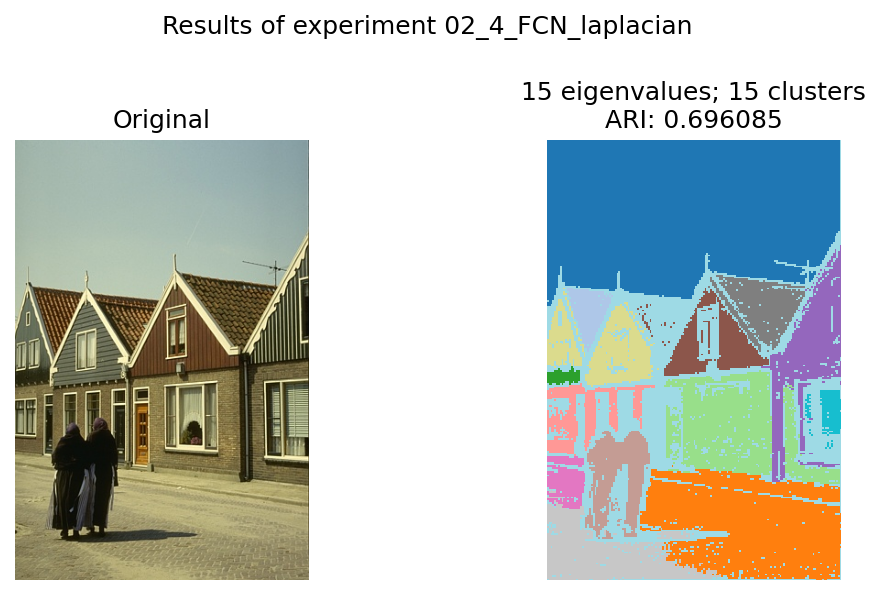 Results of experiment 02_4_FCN_laplacian
Original
15 eigenvalues; 15 clusters
ARI: 0.696085